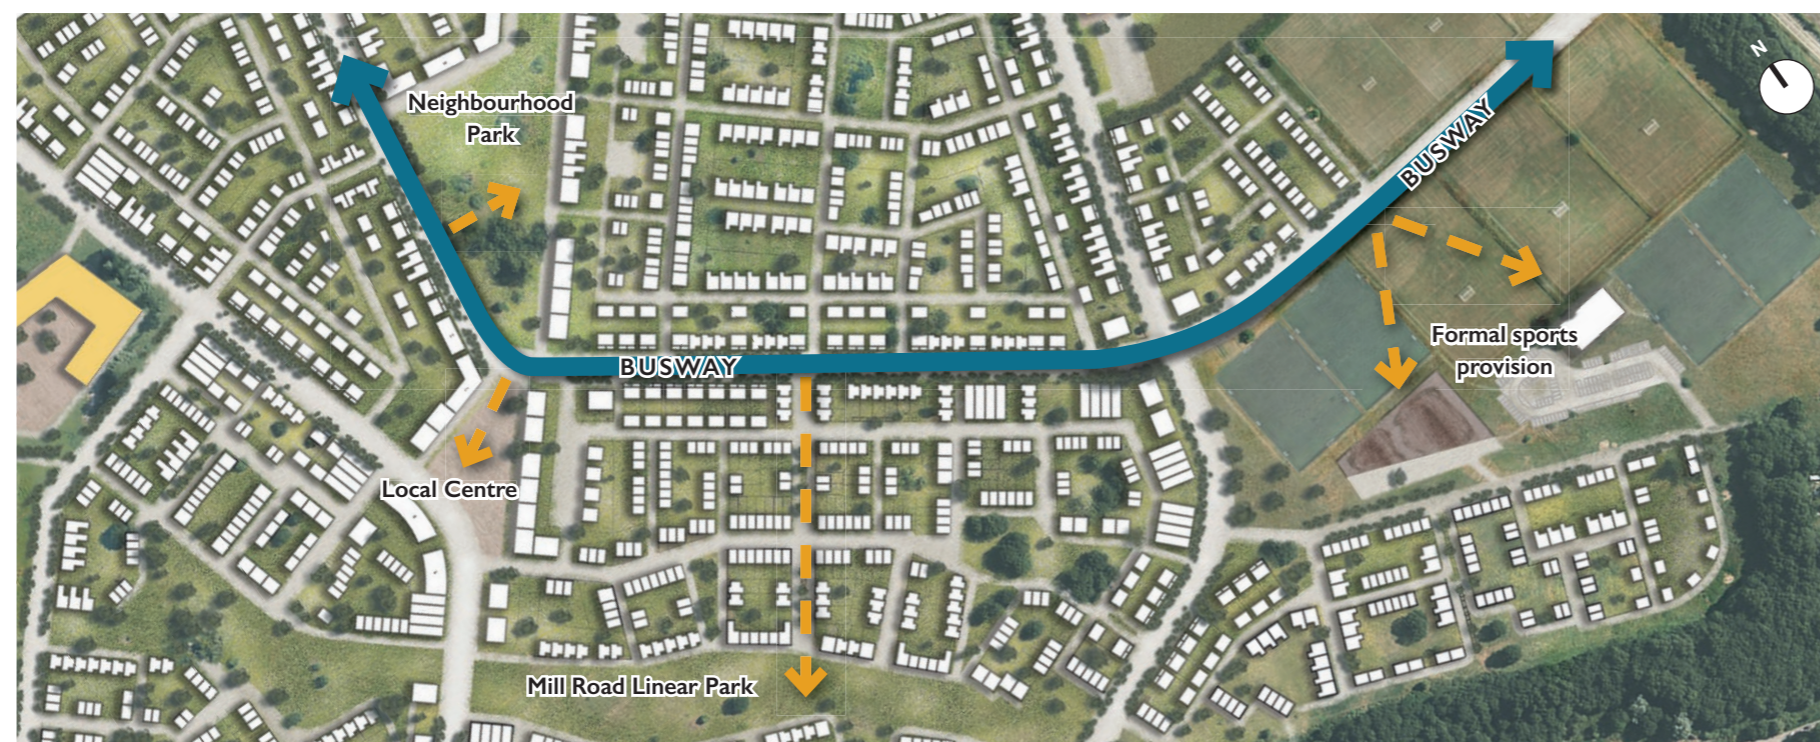 N
Neighbourhood
Park
BUSWAY
BUSWAY
Formal sports
provision
Local Centre
Mill Road Linear Park